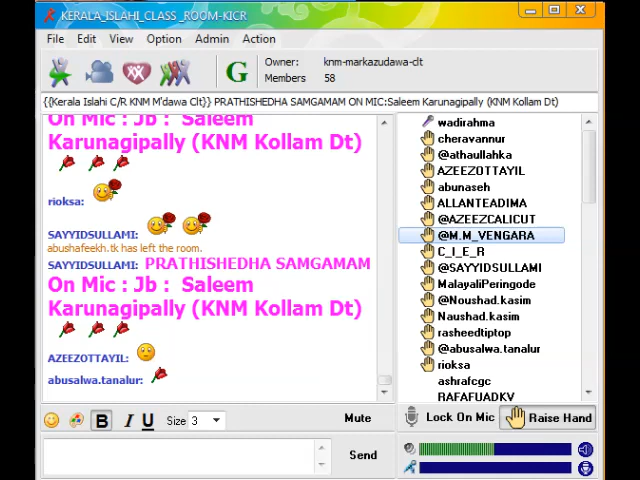 KERALA_ISLAHI_CLASS_ROOM-KICR
File Edit View Option Admin Action
G
Owner: knm-markazudawa-clt
Members 58
{{Kerala Islahi C/R KNM M'dawa Clt}} PRATHISHEDHA SAMGAMAM ON MIC:Saleem Karunagipally (KNM Kollam Dt)
On Mic : Jb : Saleem
Karunagipally (KNM Kollam Dt)
rioksa:
SAYYIDSULLAMI:
abushafeekh.tk has left the room.
SAYYIDSULLAMI: PRATHISHEDHA SAMGAMAM
On Mic : Jb : Saleem
Karunagipally (KNM Kollam Dt)
AZEEZOTTAYIL:
abusalwa.tanalur:
wadirahma
cheravannur
@athaullahka
AZEEZOTTAYIL
abunaseh
ALLANTEADIMA
@AZEEZCALICUT
@M.M_VENGARA
C_I_E_R
@SAYYIDSULLAMI
MalayaliPeringode
@Noushad.kasim
Naushad.kasim
rasheedtiptop
@abusalwa.tanalur
rioksa
ashrafcgc
RAFAFUADKV
B I U Size 3 Mute
Lock On Mic Raise Hand
Send